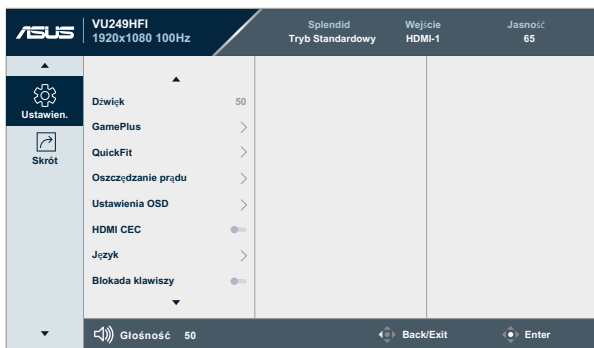 ASUS
VU249HFI
1920x1080 100Hz
Splendid
Tryb Standardowy
Wejście
HDMI-1
Jasność
65
Ustawien.
Skrót
Dźwięk 50
GamePlus
QuickFit
Oszczędzanie prądu
Ustawienia OSD
HDMI CEC
Język
Blokada klawiszy
Głośność 50
Back/Exit
Enter